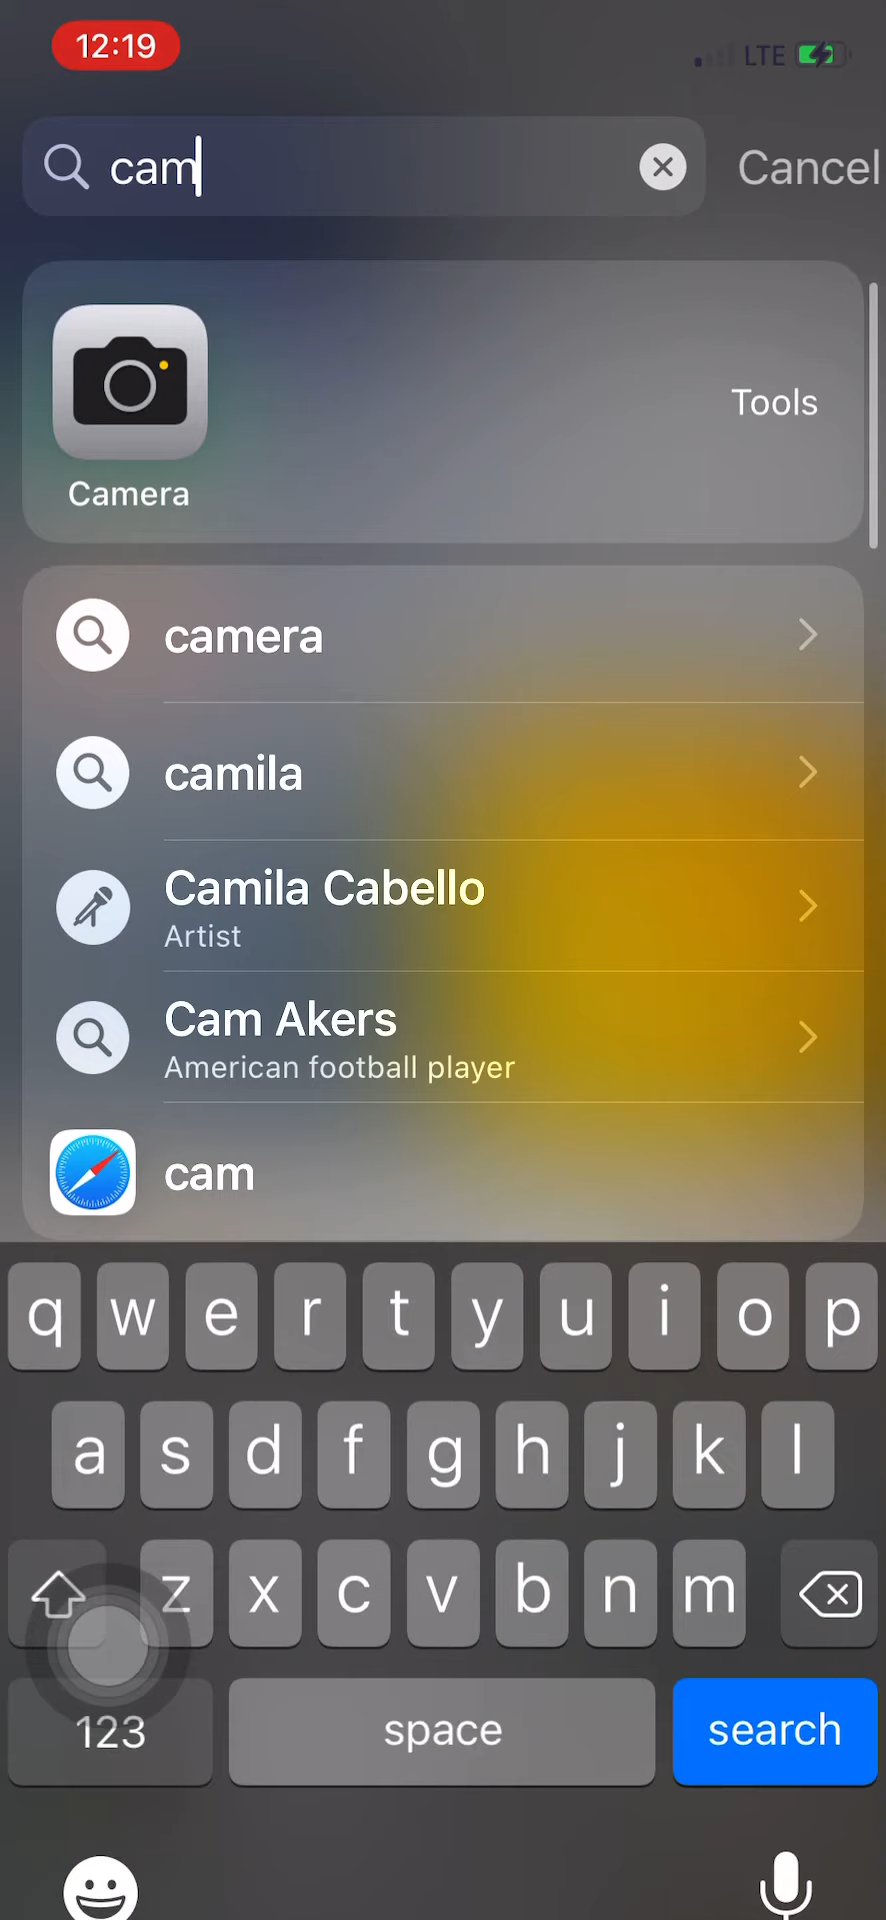 12:19
LTE
cam
Cancel
Tools
Camera
camera
camila
Camila Cabello
Artist
Cam Akers
American football player
cam
q w e r t y u i o p
a s d f g h j k l
z x c v b n m
123 space search